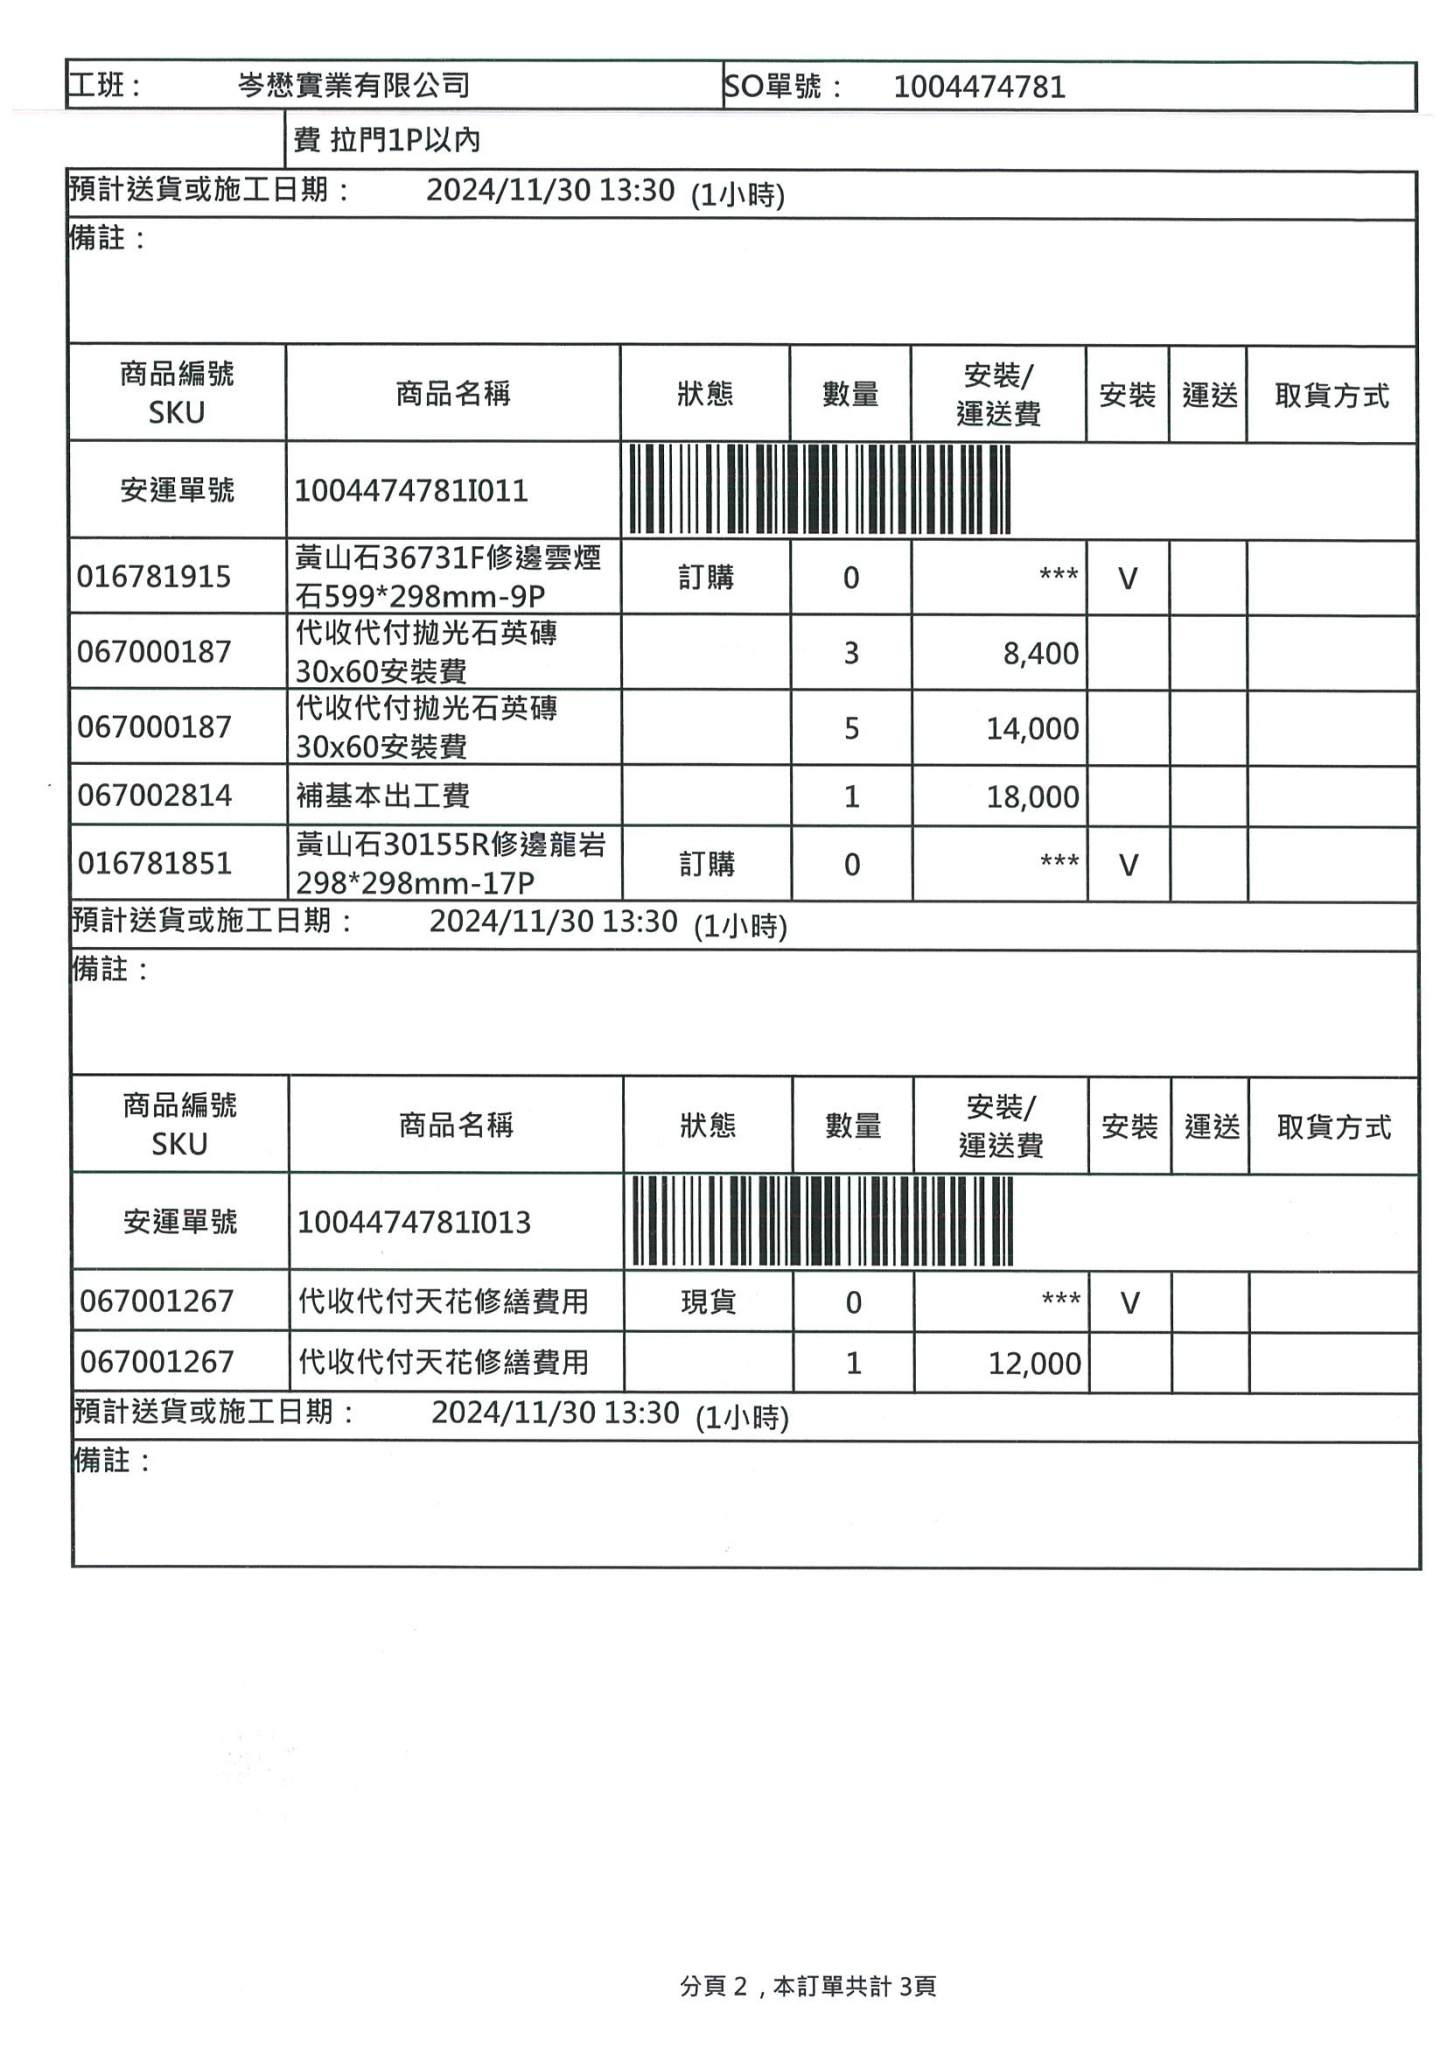 工班： 岑懋實業有限公司 SO單號： 1004474781
費 拉門1P以內
預計送貨或施工日期： 2024/11/30 13:30 (1小時)
備註：
商品編號 SKU 商品名稱 狀態 數量 安裝/運送費 安裝 運送 取貨方式
安運單號 1004474781I011
016781915 黃山石36731F修邊雲煙石599*298mm-9P 訂購 0 *** V
067000187 代收代付拋光石英磚30x60安裝費 3 8,400
067000187 代收代付拋光石英磚30x60安裝費 5 14,000
067002814 補基本出工費 1 18,000
016781851 黃山石30155R修邊龍岩298*298mm-17P 訂購 0 *** V
預計送貨或施工日期： 2024/11/30 13:30 (1小時)
備註：
商品編號 SKU 商品名稱 狀態 數量 安裝/運送費 安裝 運送 取貨方式
安運單號 1004474781I013
067001267 代收代付天花修繕費用 現貨 0 *** V
067001267 代收代付天花修繕費用 1 12,000
預計送貨或施工日期： 2024/11/30 13:30 (1小時)
備註：
分頁 2 , 本訂單共計 3頁